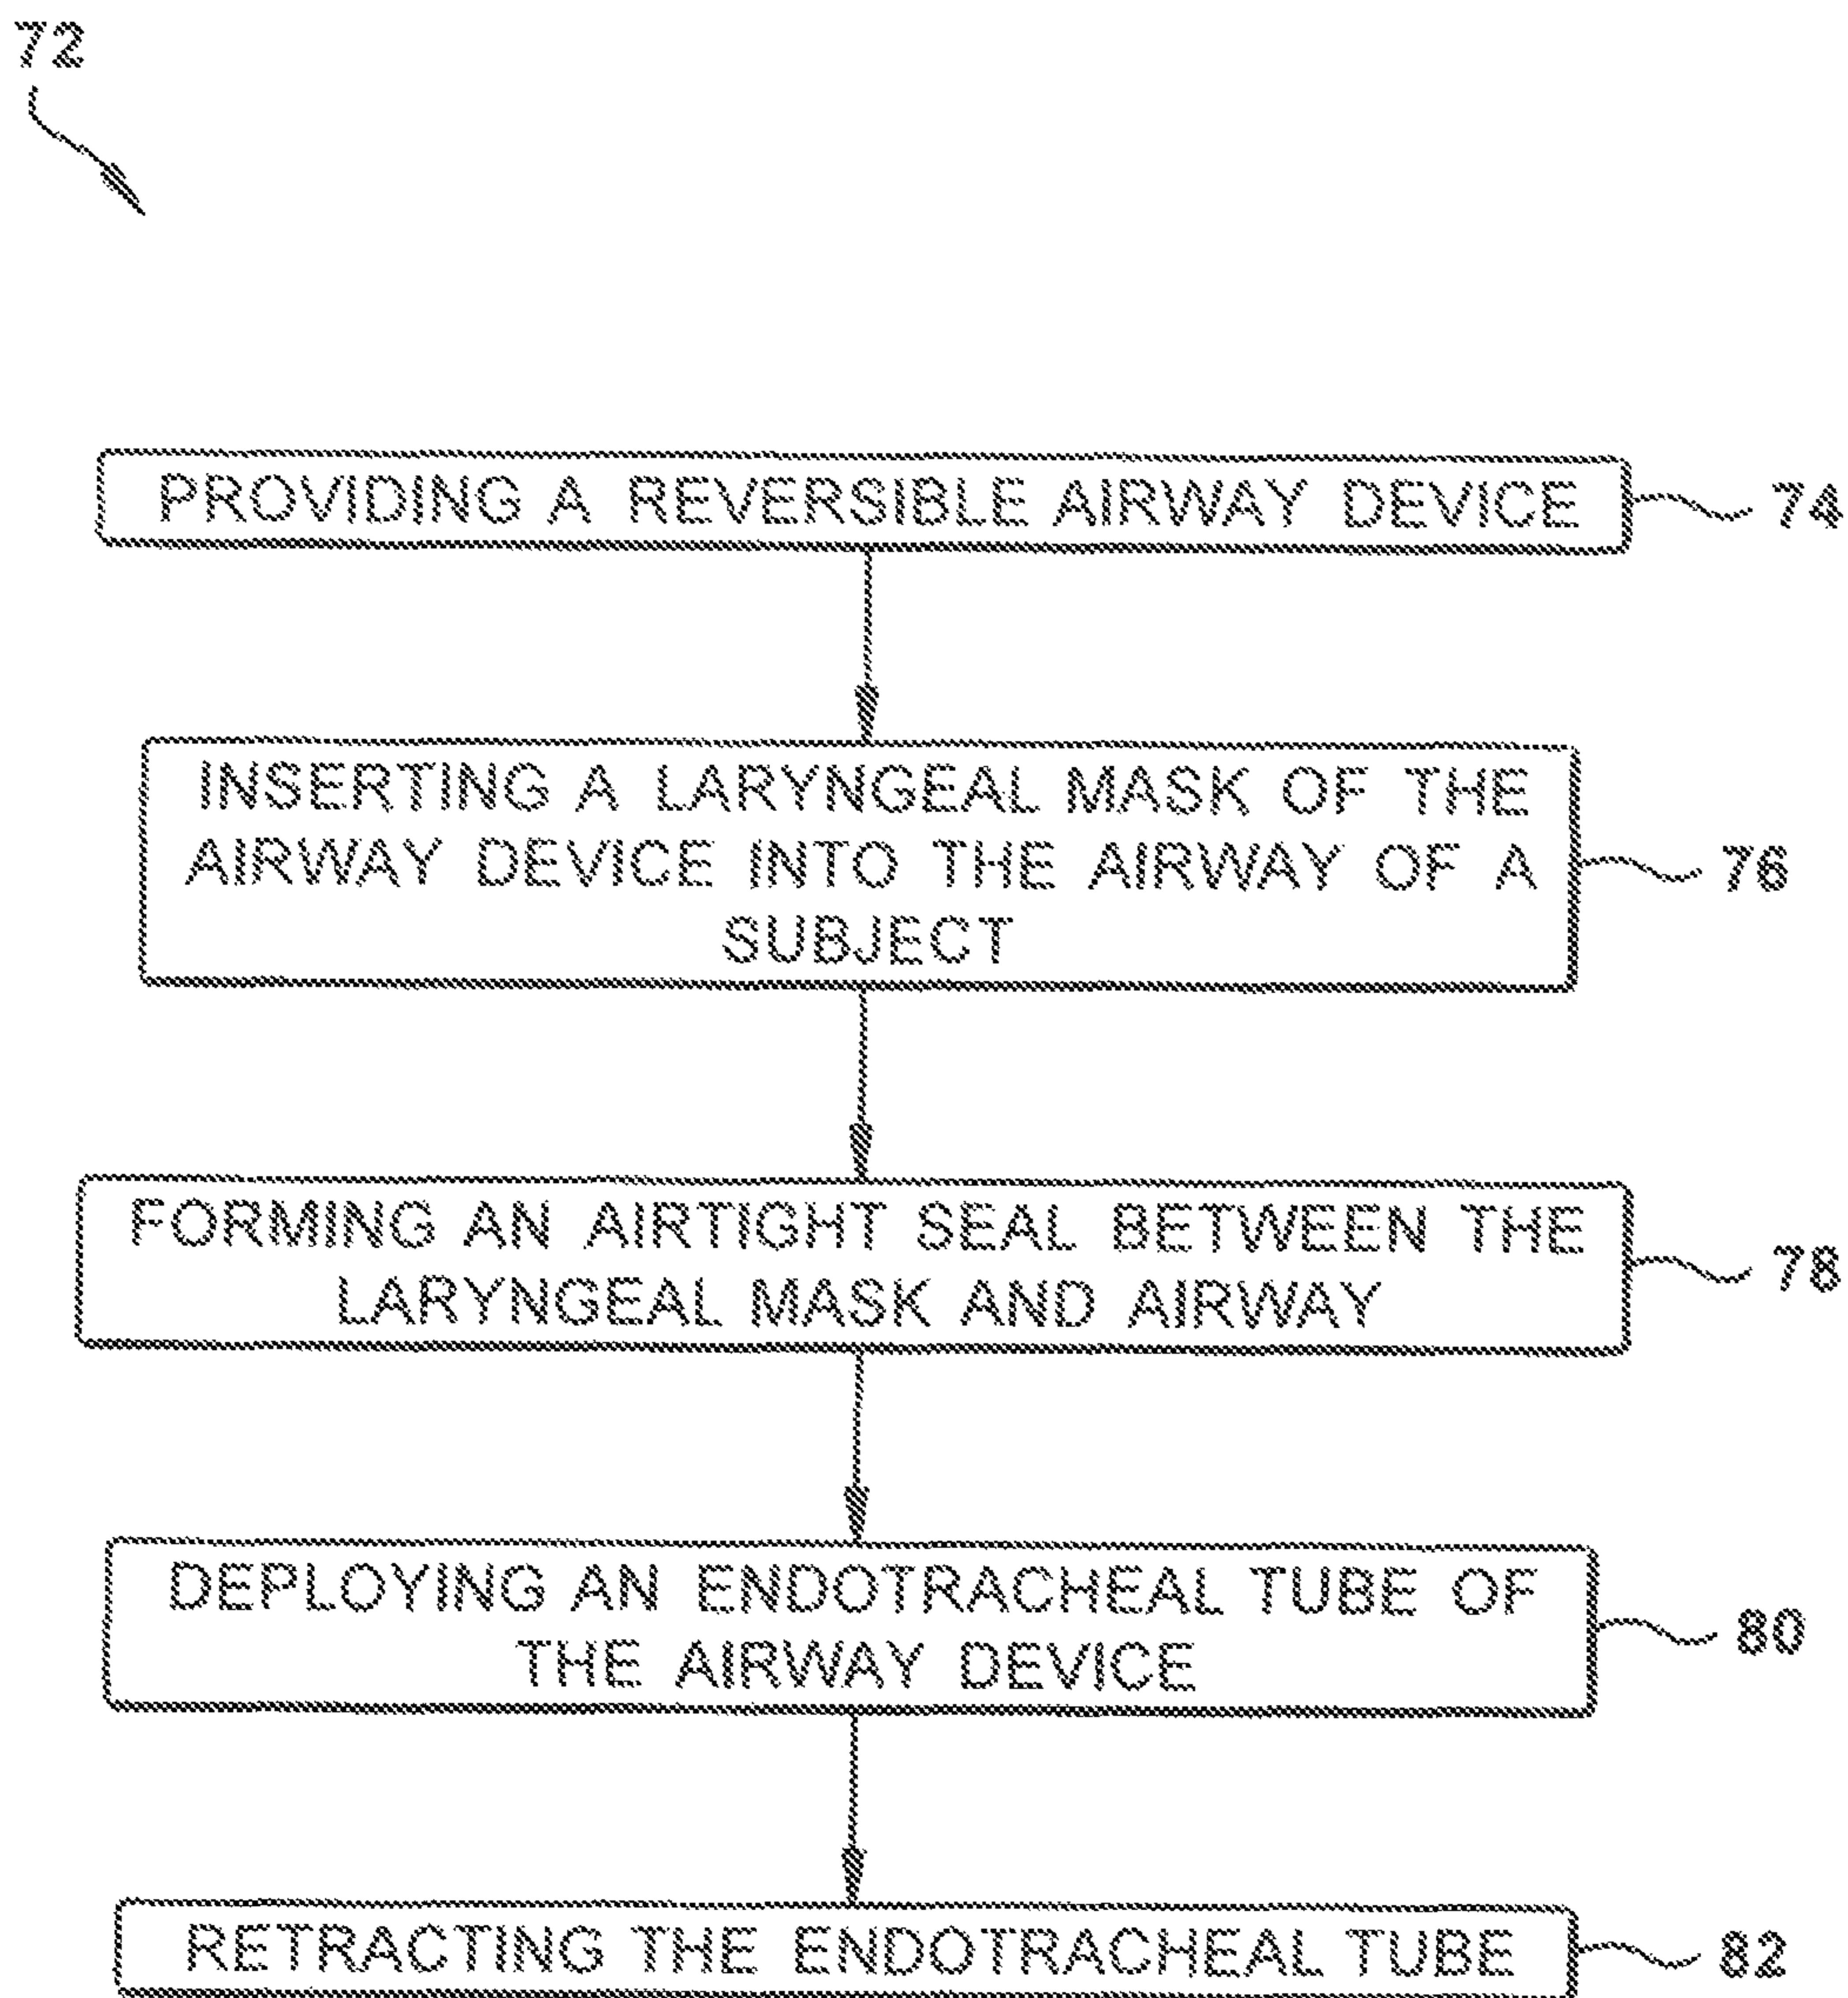 72
PROVIDING A REVERSIBLE AIRWAY DEVICE
74
INSERTING A LARYNGEAL MASK OF THE
AIRWAY DEVICE INTO THE AIRWAY OF A
SUBJECT
76
FORMING AN AIRTIGHT SEAL BETWEEN THE
LARYNGEAL MASK AND AIRWAY
78
DEPLOYING AN ENDOTRACHEAL TUBE OF
THE AIRWAY DEVICE
80
RETRACTING THE ENDOTRACHEAL TUBE
82